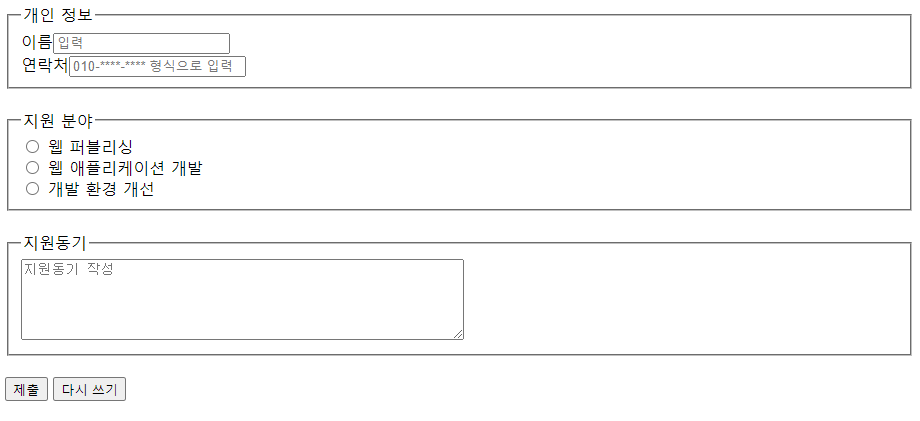 개인 정보
이름 입력
연락처 010-****-**** 형식으로 입력
지원 분야
웹 퍼블리싱
웹 애플리케이션 개발
개발 환경 개선
지원동기
지원동기 작성
제출 다시 쓰기